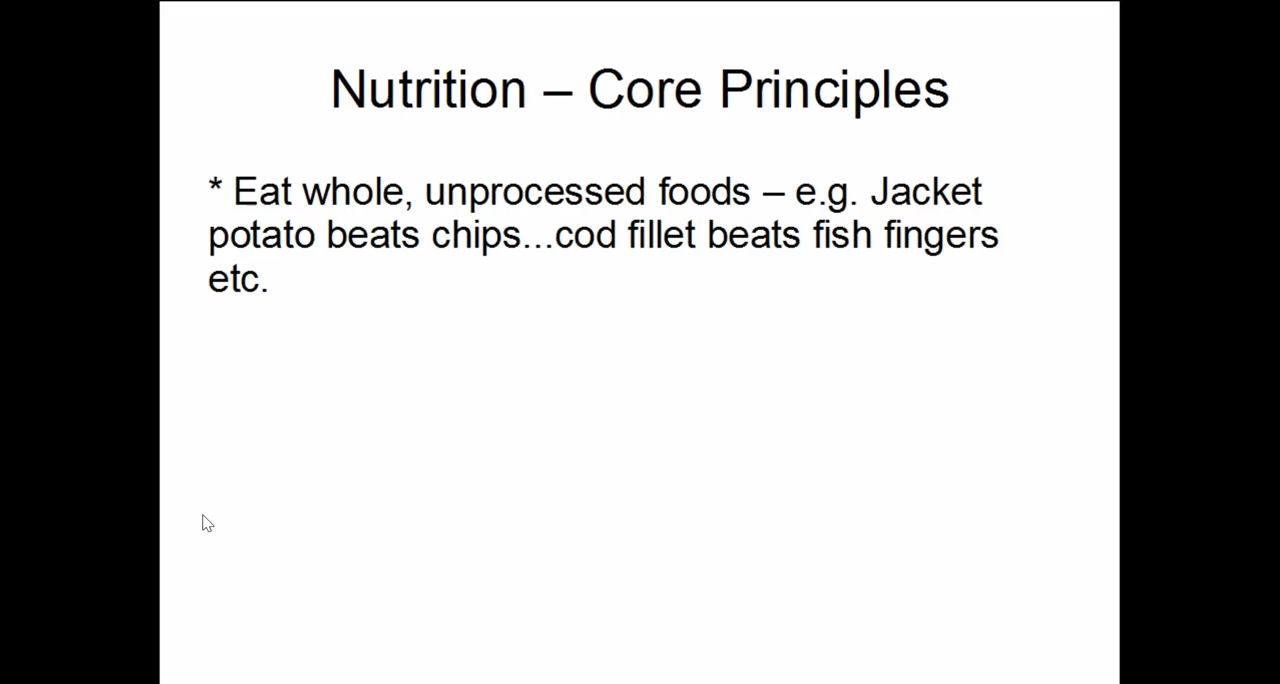 Nutrition – Core Principles
* Eat whole, unprocessed foods – e.g. Jacket
potato beats chips...cod fillet beats fish fingers
etc.